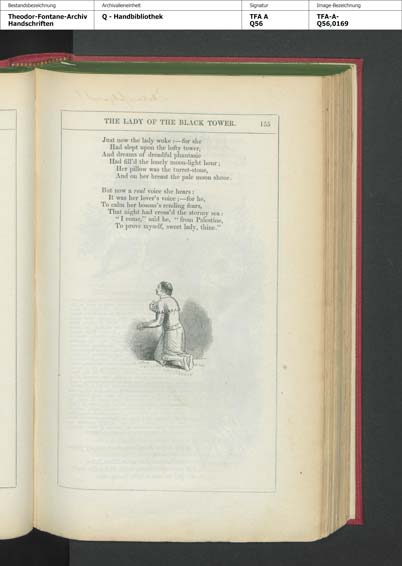 Bestandsbezeichnung Archivalieneinheit Signatur Image-Bezeichnung
Theodor-Fontane-Archiv Q - Handbibliothek TFA A TFA-A-
Handschriften Q56 Q56,0169
THE LADY OF THE BLACK TOWER. 155
Just now the lady woke:—for she
Had slept upon the lofty tower,
And dreams of dreadful phantasie
Had fill'd the lonely moon-light hour;
Her pillow was the turret-stone,
And on her breast the pale moon shone.
But now a real voice she hears:
It was her lover's voice;—for he,
To calm her bosom's rending fears,
That night had cross'd the stormy sea:
"I come," said he, "from Palestine,
To prove myself, sweet lady, thine."